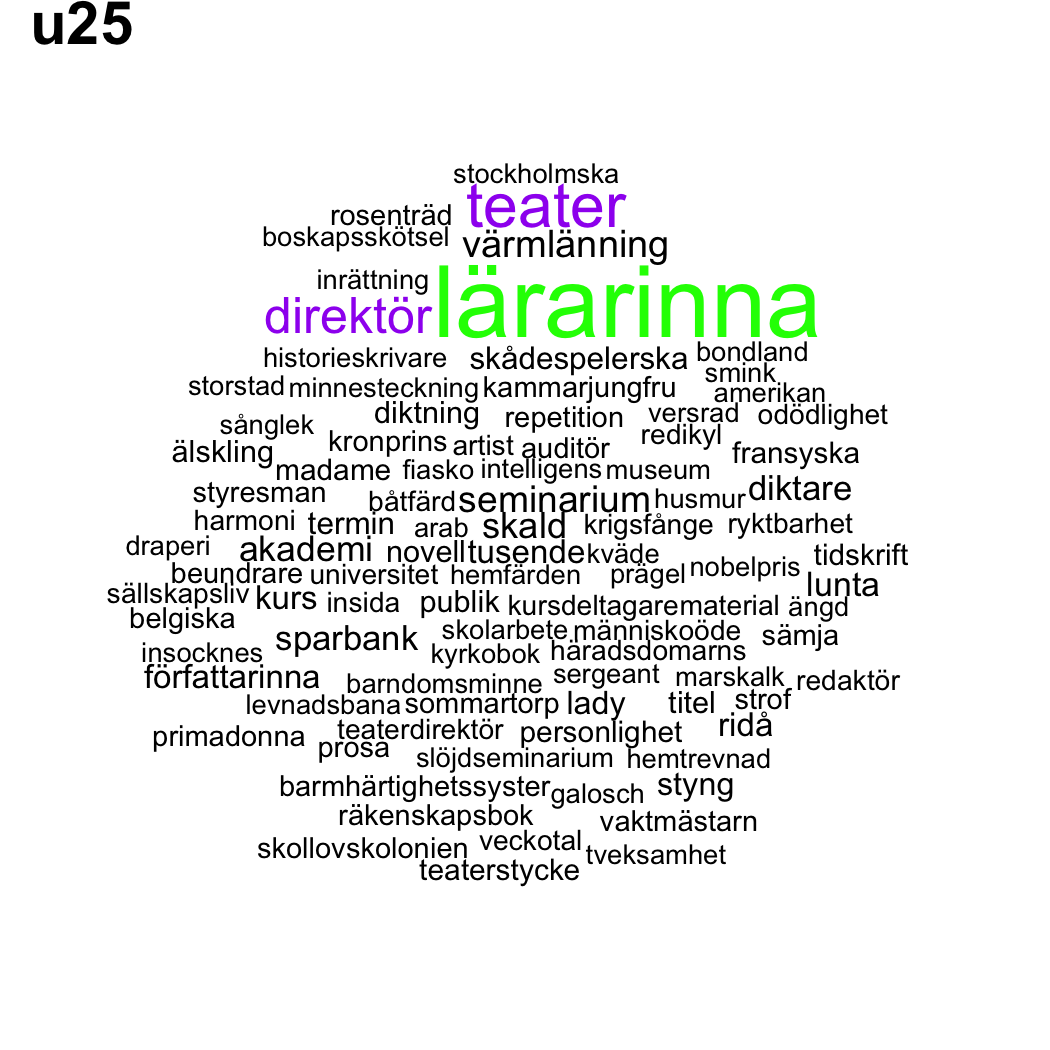 u25
stockholmska
teater
rosenträd
boskapsskötsel värmlänning
inrättning
direktör lärarinna
historieskrivare skådespelerska bondland
smink
storstad minnesteckning kammarjungfru amerikan
diktning repetition versrad odödlighet
sånglek kronprins artist auditör redikyl
älskling fransyska
madame fiasko intelligens museum
styresman båtfärd seminarium husmur diktare
harmoni termin arab skald krigsfånge ryktbarhet
draperi akademi novell tusende kväde tidskrift
beundrare universitet hemfärden prägel nobelpris
sällskapsliv kurs insida publik kursdeltagare material ängd lunta
belgiska sparbank skolarbete människoöde sämja
insocknes kyrkobok häradsdomarns
författarinna barndomsminne sergeant marskalk redaktör
levnadsbana sommartorp lady titel strof
primadonna teaterdirektör personlighet ridå
prosa slöjdseminarium hemtrevnad
barmhärtighetssyster galosch styng
räkenskapsbok vaktmästarn
skollovskolonien veckotal tveksamhet
teaterstycke